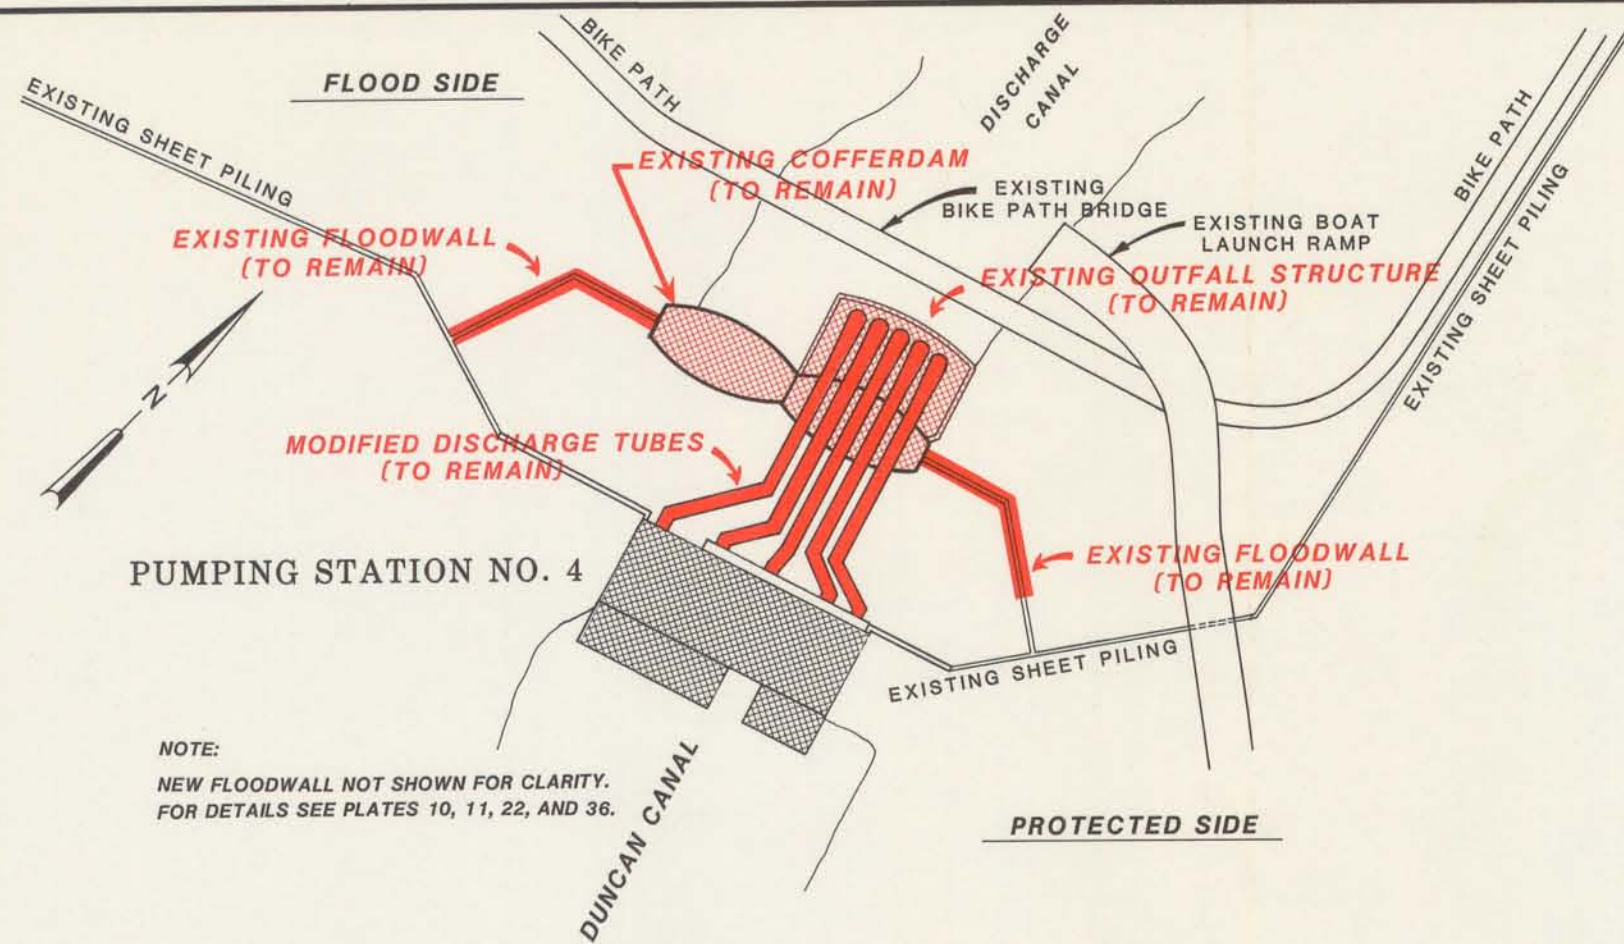 BIKE PATH
DISCHARGE
CANAL
FLOOD SIDE
EXISTING SHEET PILING
EXISTING COFFERDAM
(TO REMAIN)
EXISTING
BIKE PATH BRIDGE
EXISTING BOAT
LAUNCH RAMP
BIKE PATH
EXISTING SHEET PILING
EXISTING FLOODWALL
(TO REMAIN)
EXISTING OUTFALL STRUCTURE
(TO REMAIN)
N
MODIFIED DISCHARGE TUBES
(TO REMAIN)
PUMPING STATION NO. 4
EXISTING FLOODWALL
(TO REMAIN)
EXISTING SHEET PILING
NOTE:
NEW FLOODWALL NOT SHOWN FOR CLARITY.
FOR DETAILS SEE PLATES 10, 11, 22, AND 36.
DUNCAN CANAL
PROTECTED SIDE